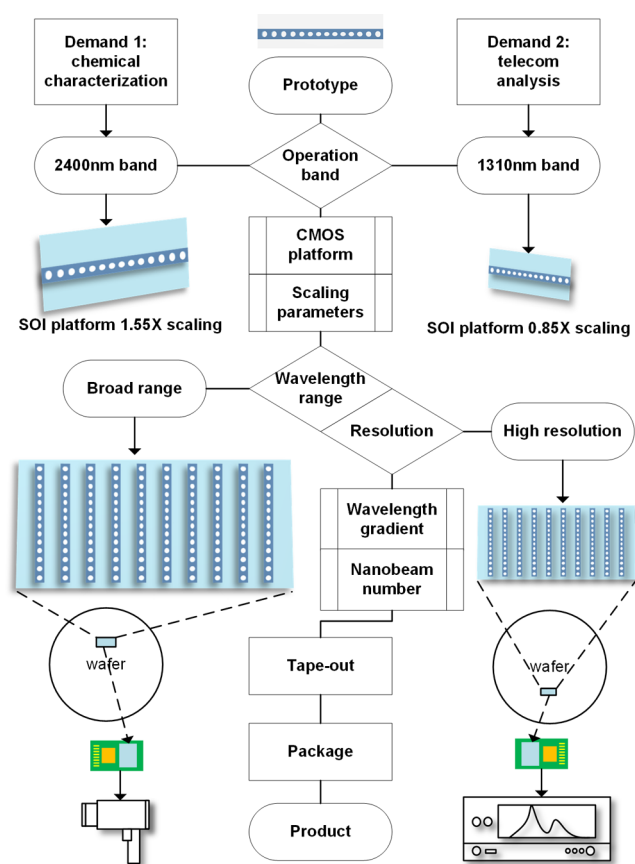 Demand 1:
chemical
characterization
Prototype
Demand 2:
telecom
analysis
2400nm band
Operation
band
1310nm band
CMOS
platform
Scaling
parameters
SOI platform 1.55X scaling
SOI platform 0.85X scaling
Broad range
Wavelength
range
Resolution
High resolution
Wavelength
gradient
Nanobeam
number
wafer
Tape-out
wafer
Package
Product